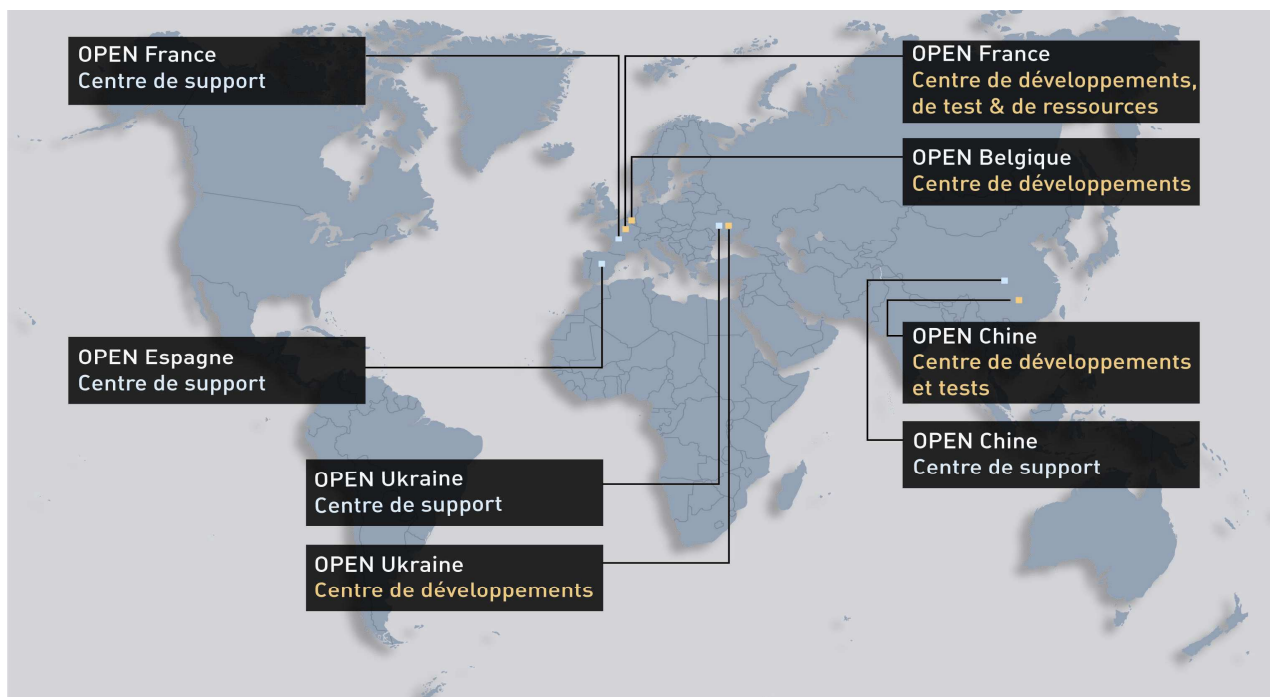 OPEN France
Centre de support
OPEN France
Centre de développements,
de test & de ressources
OPEN Belgique
Centre de développements
OPEN Espagne
Centre de support
OPEN Chine
Centre de développements
et tests
OPEN Chine
Centre de support
OPEN Ukraine
Centre de support
OPEN Ukraine
Centre de développements